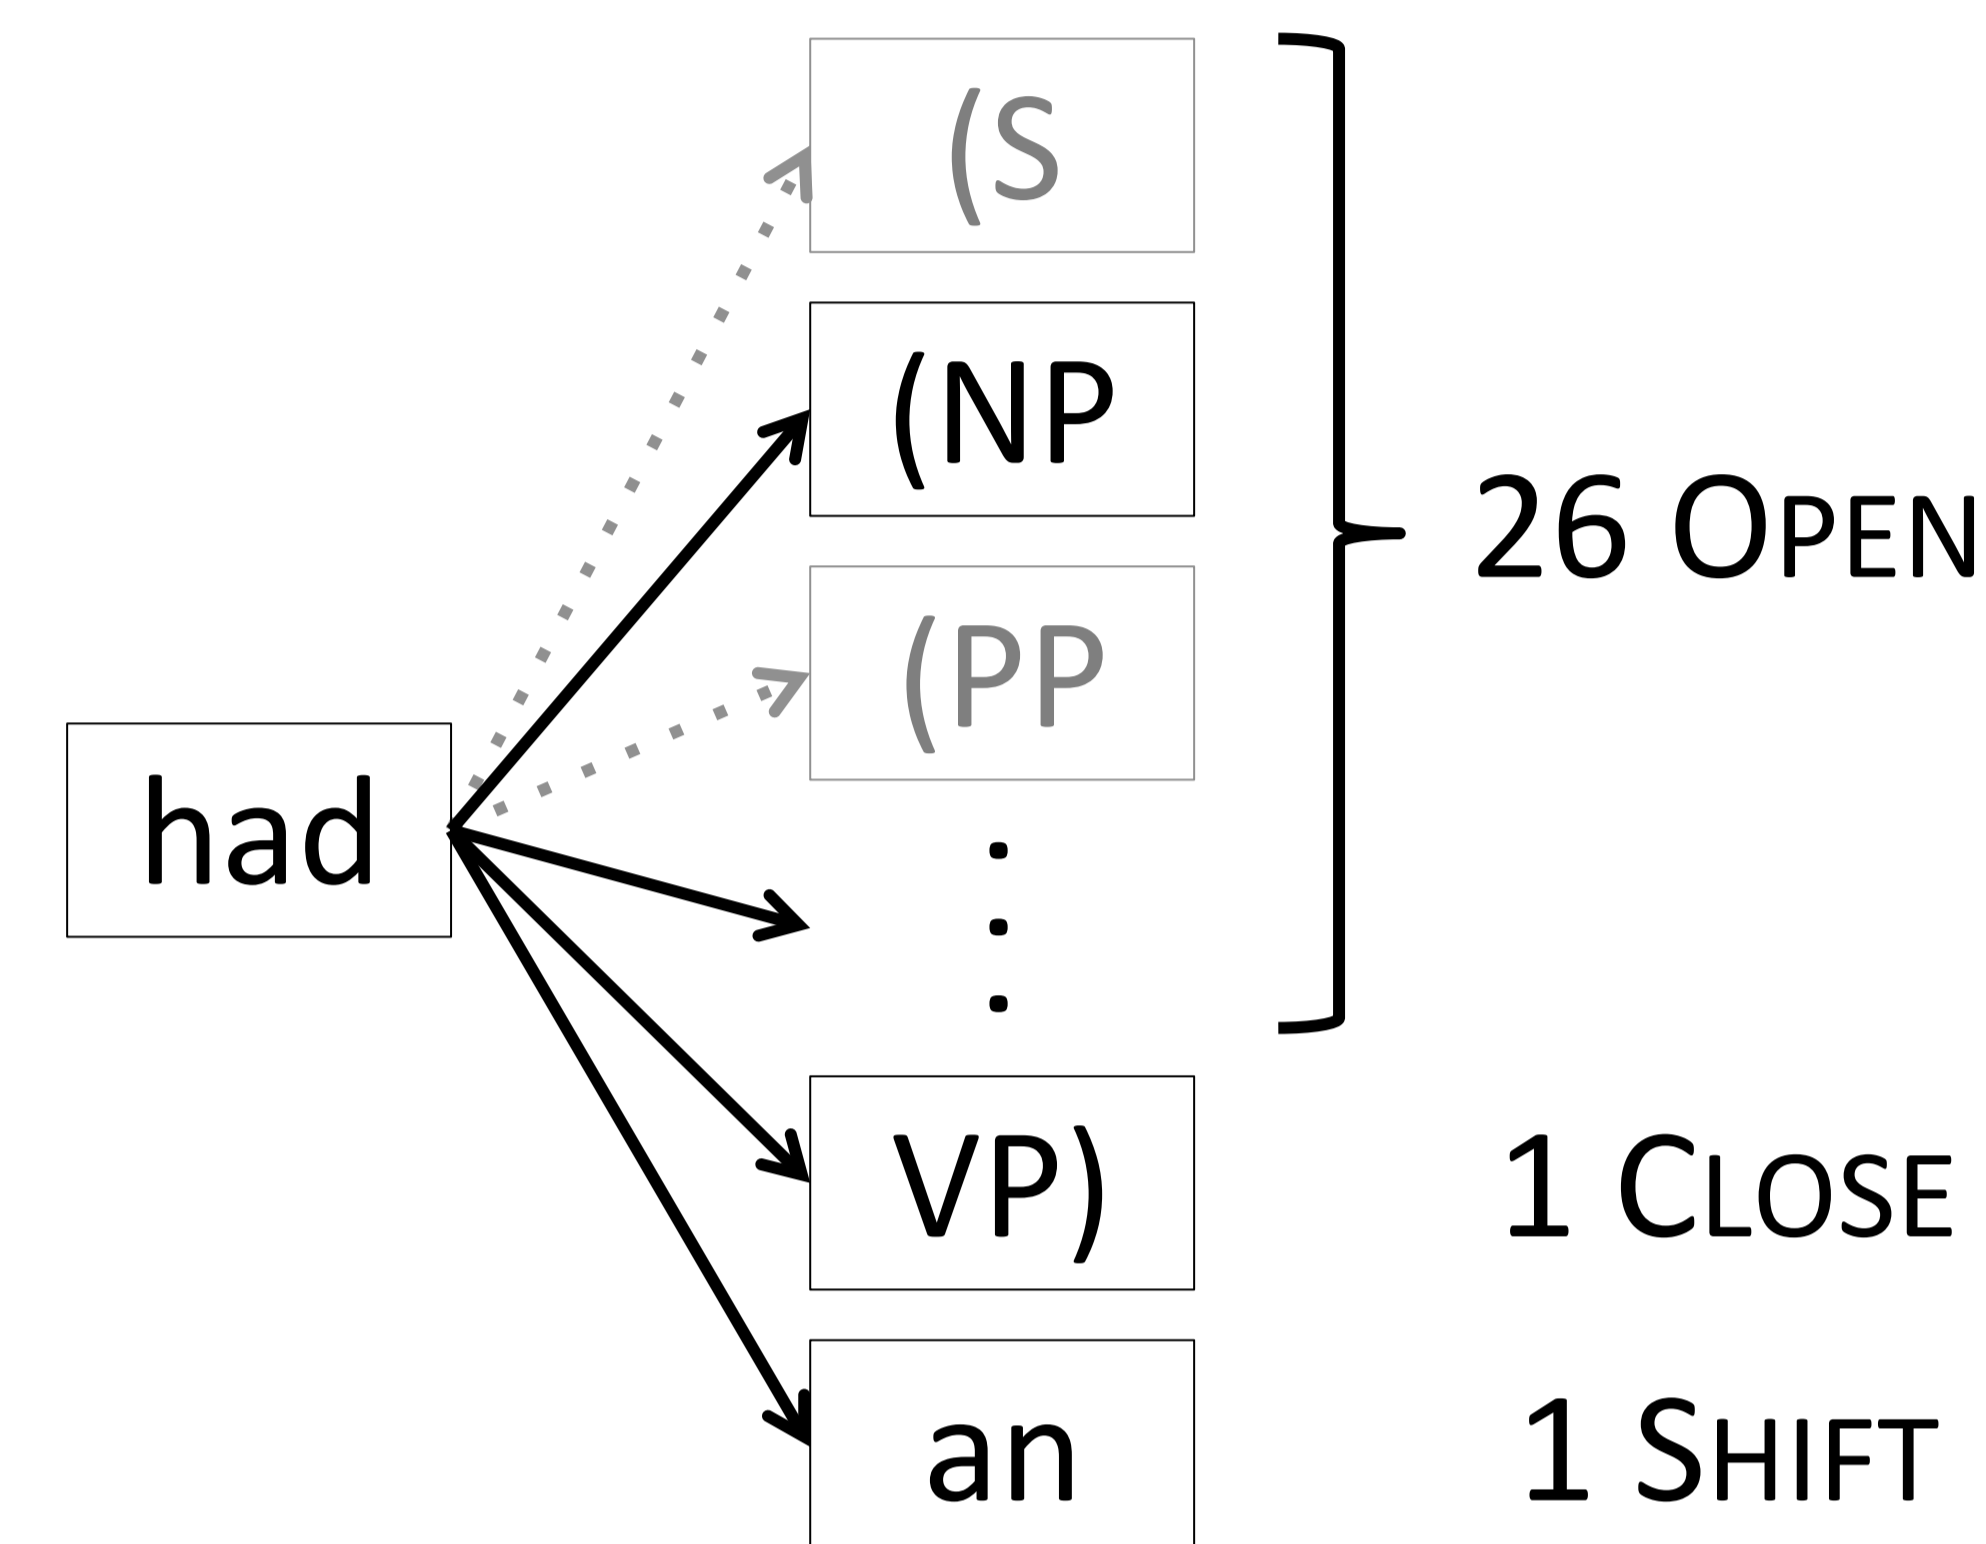 (S
(NP
26 OPEN
(PP
had
.
.
.
VP)
1 CLOSE
an
1 SHIFT